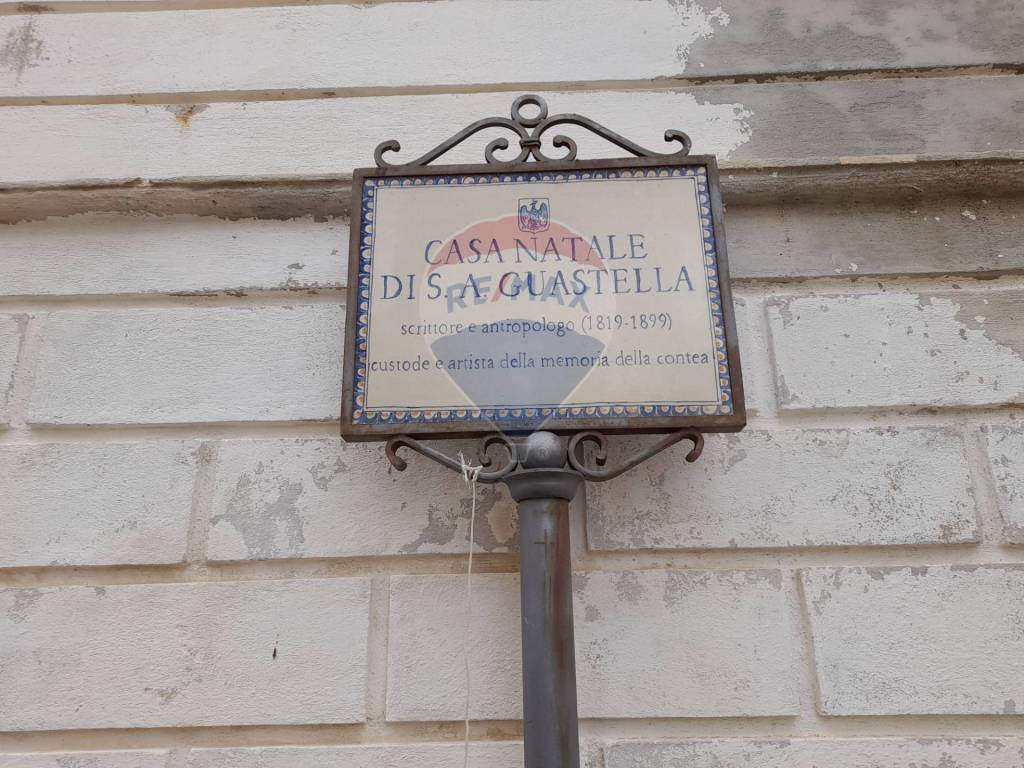 CASA NATALE
DI S. A. GUASTELLA
RE/MAX
scrittore e antropologo (1819-1899)
custode e artista della memoria della contea
®